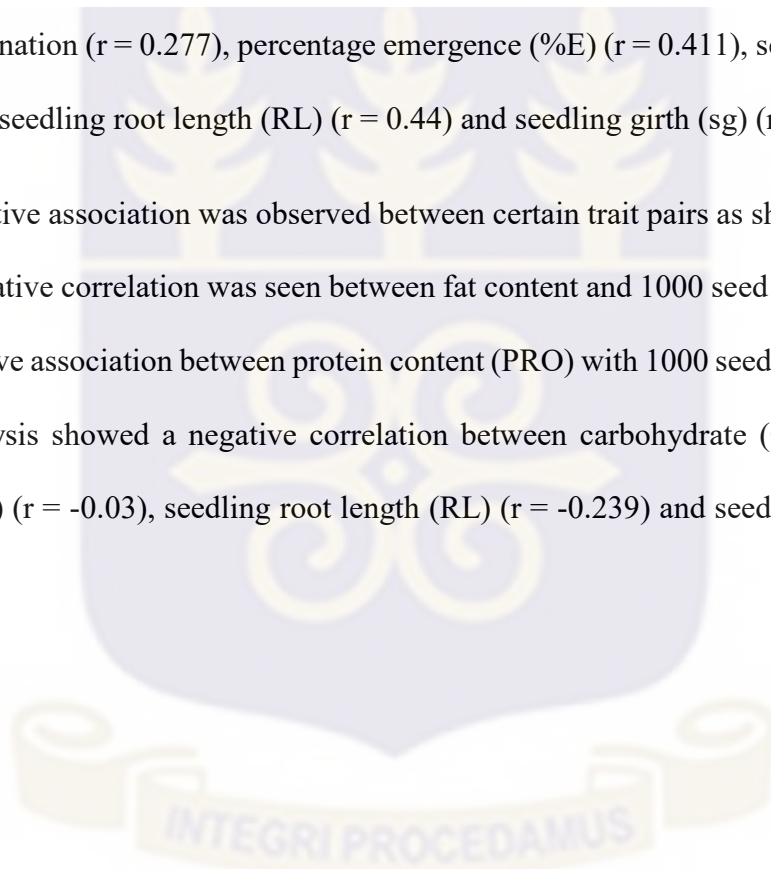 nation (r = 0.277), percentage emergence (%E) (r = 0.411), s
seedling root length (RL) (r = 0.44) and seedling girth (sg) (
tive association was observed between certain trait pairs as s
ative correlation was seen between fat content and 1000 seed
ve association between protein content (PRO) with 1000 seed
ysis showed a negative correlation between carbohydrate (
) (r = -0.03), seedling root length (RL) (r = -0.239) and seed
INTEGRI PROCEDAMUS